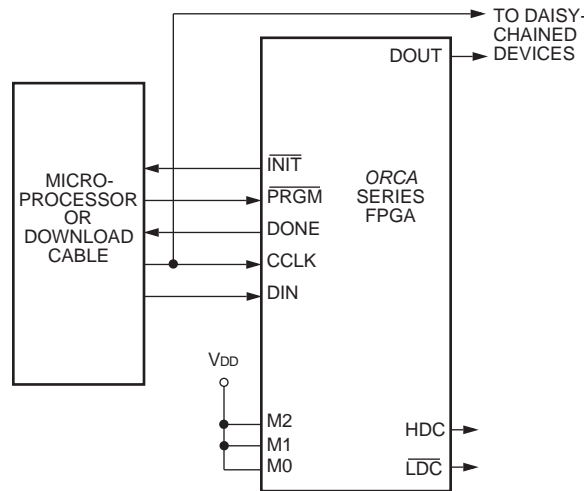 TO DAISY-
CHAINED
DEVICES
DOUT
MICRO-
PROCESSOR
OR
DOWNLOAD
CABLE
INIT
PRGM
DONE
CCLK
DIN
ORCA
SERIES
FPGA
VDD
M2
M1
M0
HDC
LDC